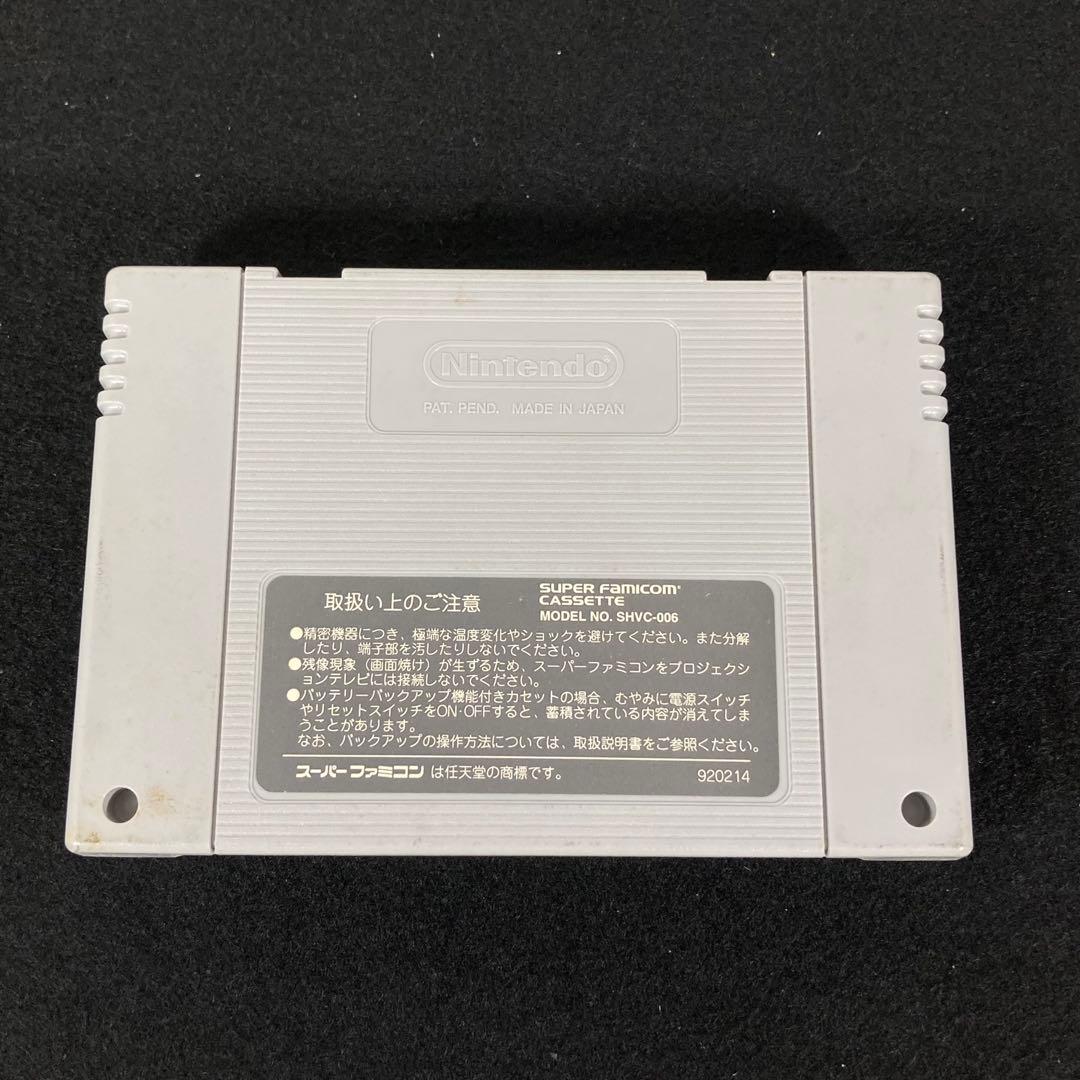 Nintendo®
PAT. PEND. MADE IN JAPAN
取扱い上のご注意
SUPER FAMICOM®
CASSETTE
MODEL NO. SHVC-006
●精密機器につき、極端な温度変化やショックを避けてください。また分解
したり、端子部を汚したりしないでください。
●残像現象(画面焼け)が生ずるため、スーパーファミコンをプロジェクシ
ョンテレビには接続しないでください。
●バッテリーバックアップ機能付きカセットの場合、むやみに電源スイッチ
やリセットスイッチをON·OFFすると、蓄積されている内容が消えてしま
うことがあります。
なお、バックアップの操作方法については、取扱説明書をご参照ください。
スーパーファミコン は任天堂の商標です。
920214